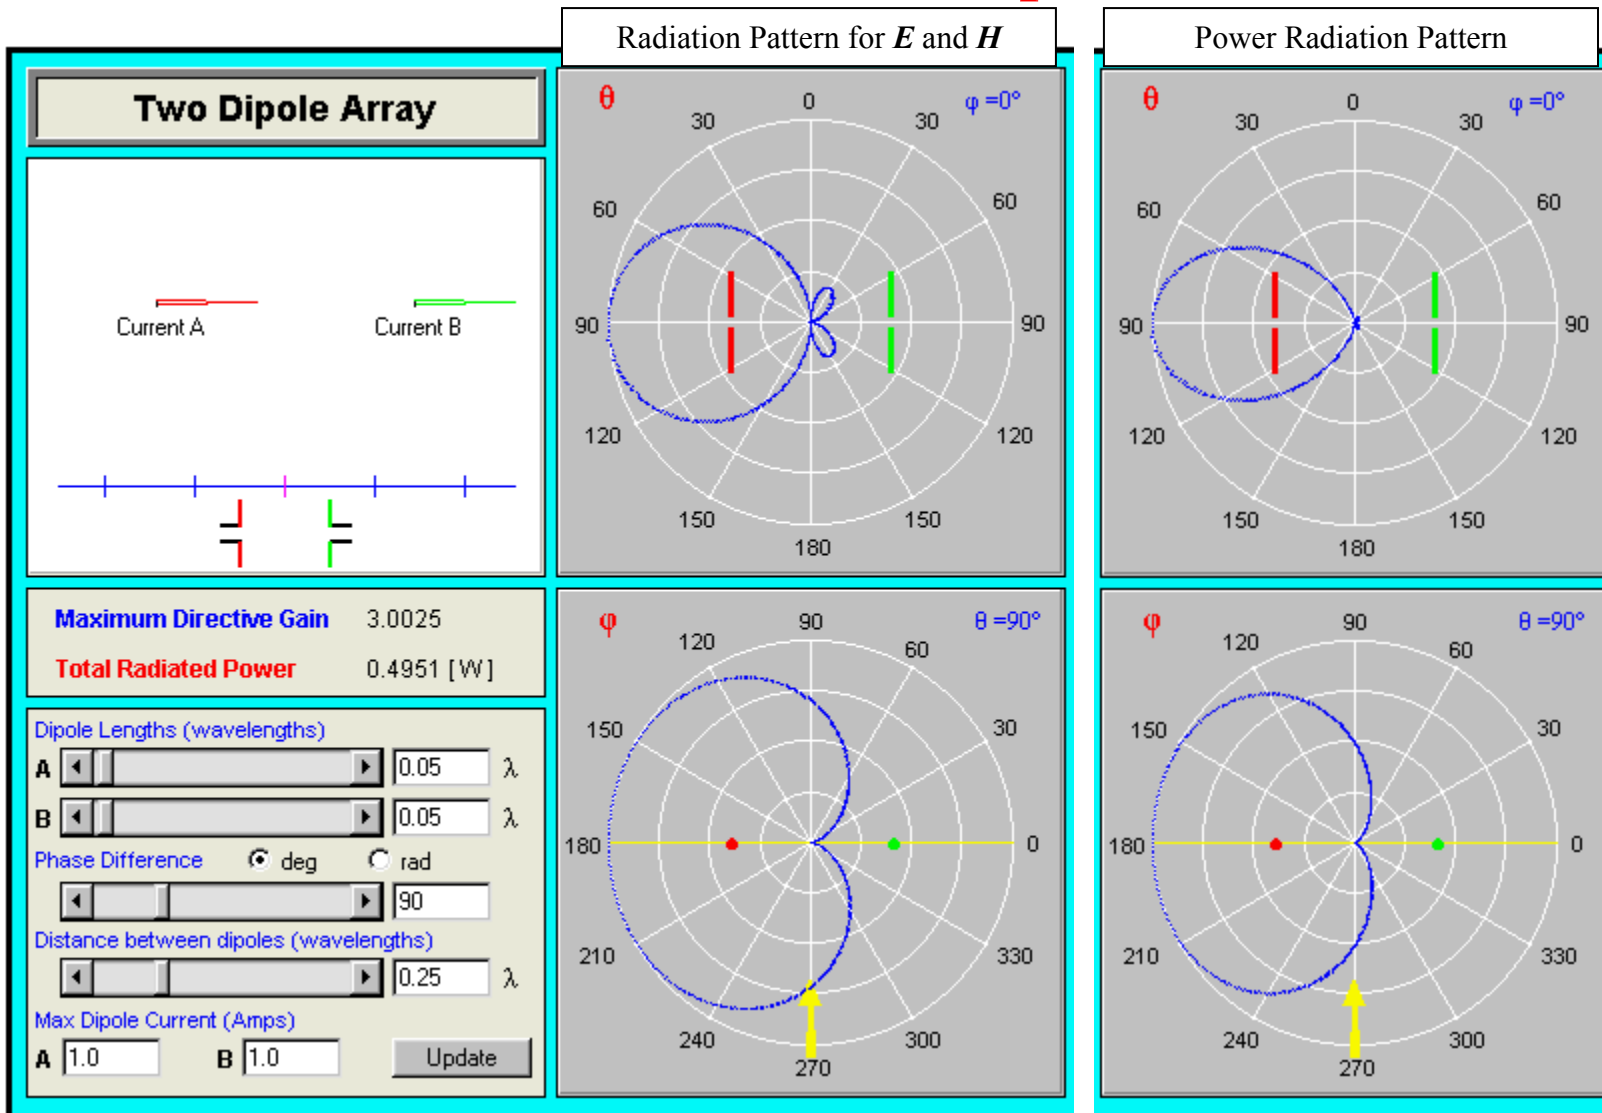 Radiation Pattern for E and H
Power Radiation Pattern
Two Dipole Array
Current A
Current B
Maximum Directive Gain 3.0025
Total Radiated Power 0.4951 [W]
Dipole Lengths (wavelengths)
A 0.05 λ
B 0.05 λ
Phase Difference deg rad
90
Distance between dipoles (wavelengths)
0.25 λ
Max Dipole Current (Amps)
A 1.0 B 1.0 Update
θ 0 φ =0°
30 30
60 60
90 90
120 120
150 150
180
φ 90 θ =90°
120 60
150 30
180 0
210 330
240 300
270
θ 0 φ =0°
30 30
60 60
90 90
120 120
150 150
180
φ 90 θ =90°
120 60
150 30
180 0
210 330
240 300
270